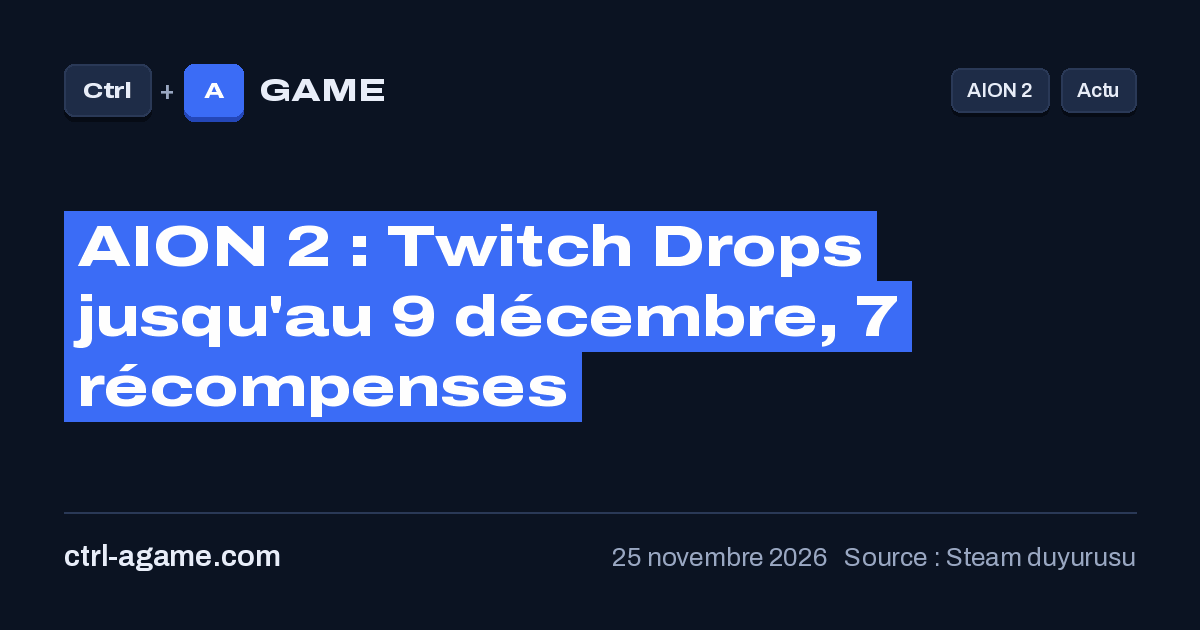 Ctrl + A GAME
AION 2 Actu
AION 2 : Twitch Drops
jusqu'au 9 décembre, 7
récompenses
ctrl-agame.com
25 novembre 2026 Source : Steam duyurusu